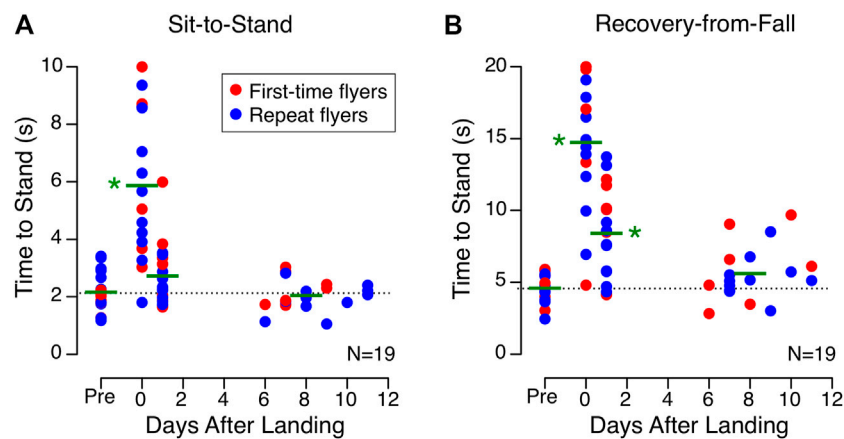 A
Sit-to-Stand
10
8
6
4
2
0
Time to Stand (s)
First-time flyers
Repeat flyers
*
N=19
Pre 0 2 4 6 8 10 12
Days After Landing
B
Recovery-from-Fall
20
15
10
5
0
Time to Stand (s)
*
*
N=19
Pre 0 2 4 6 8 10 12
Days After Landing